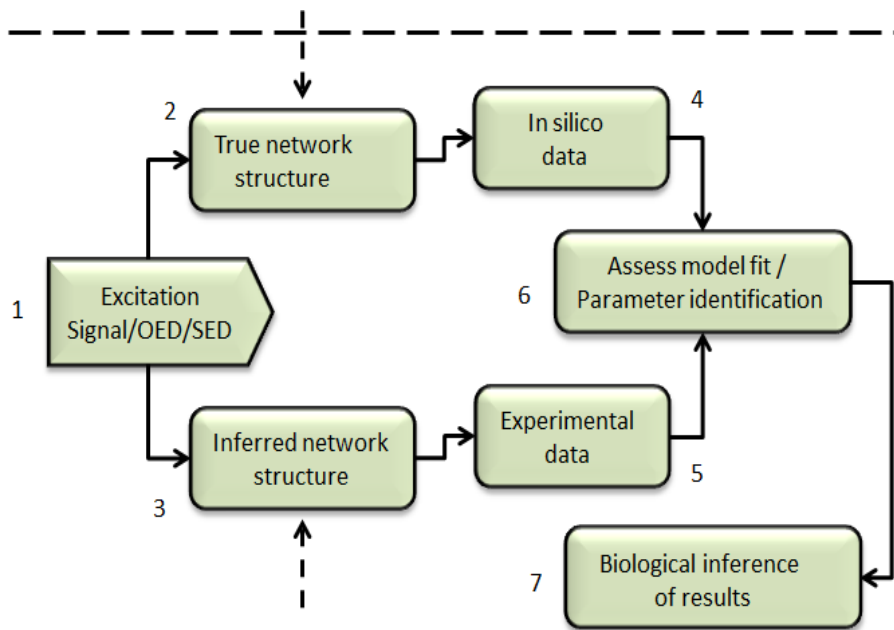 2
True network
structure
In silico
data
4
1
Excitation
Signal/OED/SED
6
Assess model fit /
Parameter identification
3
Inferred network
structure
Experimental
data
5
7
Biological inference
of results